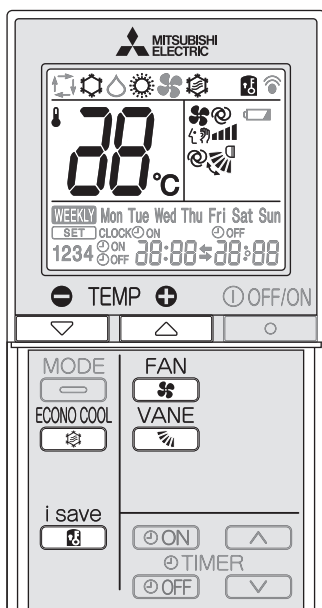 MITSUBISHI
ELECTRIC
88
°C
WEEKLY Mon Tue Wed Thu Fri Sat Sun
SET CLOCK ON OFF
1234 ON OFF 88:88 88:88
TEMP OFF/ON
MODE FAN
ECONO COOL VANE
i save
ON
TIMER
OFF